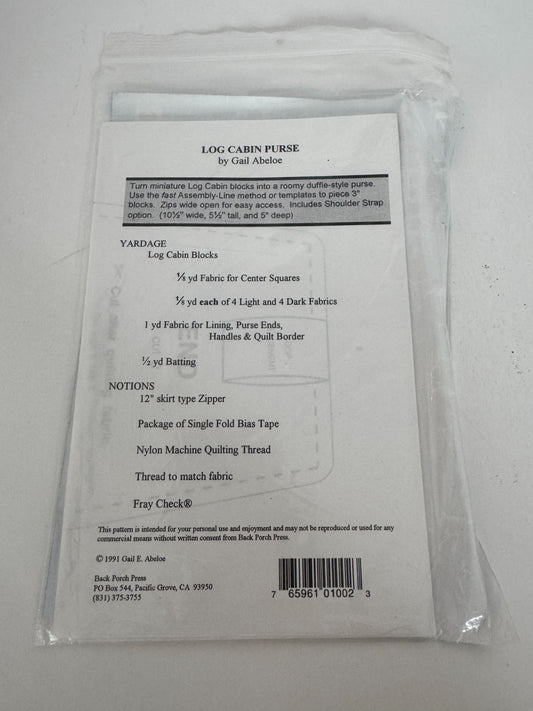 LOG CABIN PURSE
by Gail Abeloe
Turn miniature Log Cabin blocks into a roomy duffle-style purse.
Use the fast Assembly-Line method or templates to piece 3"
blocks. Zips wide open for easy access. Includes Shoulder Strap
option. (10½" wide, 5½" tall, and 5" deep)
YARDAGE
Log Cabin Blocks
⅛ yd Fabric for Center Squares
⅛ yd each of 4 Light and 4 Dark Fabrics
1 yd Fabric for Lining, Purse Ends,
Handles & Quilt Border
½ yd Batting
NOTIONS
12" skirt type Zipper
Package of Single Fold Bias Tape
Nylon Machine Quilting Thread
Thread to match fabric
Fray Check®
This pattern is intended for your personal use and enjoyment and may not be reproduced or used for any
commercial means without written consent from Back Porch Press.
© 1991 Gail E. Abeloe
Back Porch Press
PO Box 544, Pacific Grove, CA 93950
(831) 375-3755
7 65961 01002 3